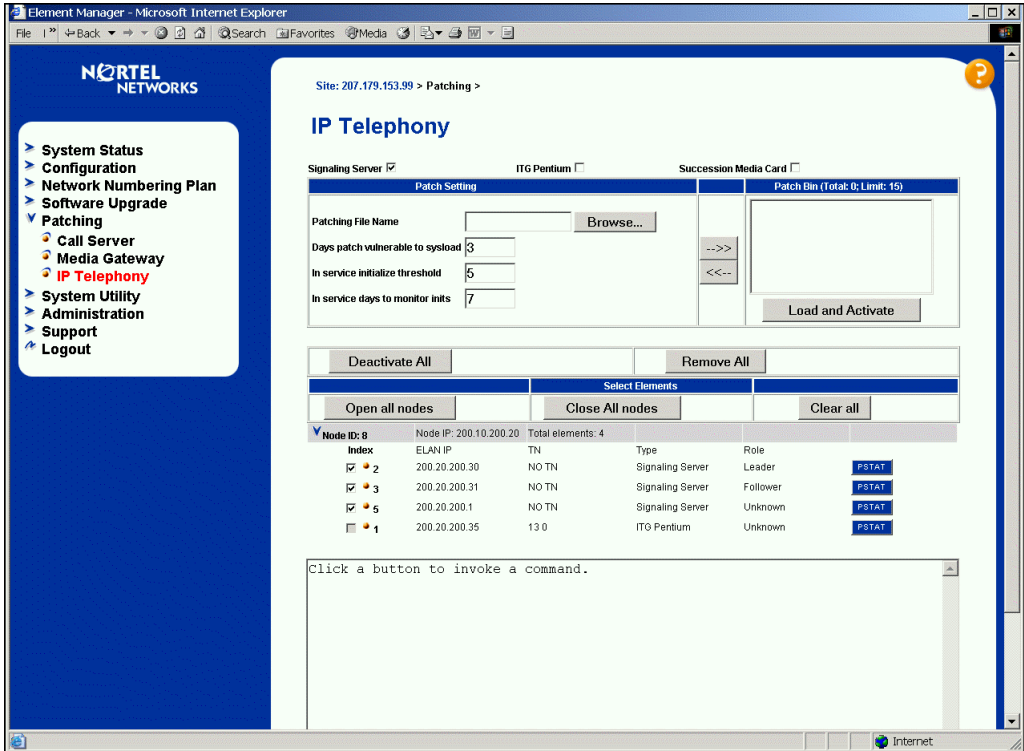 Element Manager - Microsoft Internet Explorer
File
Back
Search
Favorites
Media
NORTEL
NETWORKS
System Status
Configuration
Network Numbering Plan
Software Upgrade
Patching
Call Server
Media Gateway
IP Telephony
System Utility
Administration
Support
Logout
Site: 207.179.153.99 > Patching >
IP Telephony
Signaling Server ITG Pentium Succession Media Card
Patch Setting Patch Bin (Total: 0; Limit: 15)
Patching File Name Browse...
Days patch vulnerable to sysload 3
-->>
In service initialize threshold 5
<<--
In service days to monitor inits 7
Load and Activate
Deactivate All Remove All
Select Elements
Open all nodes Close All nodes Clear all
Node ID: 8 Node IP: 200.10.200.20 Total elements: 4
Index ELAN IP TN Type Role
2 200.20.200.30 NO TN Signaling Server Leader PSTAT
3 200.20.200.31 NO TN Signaling Server Follower PSTAT
5 200.20.200.1 NO TN Signaling Server Unknown PSTAT
1 200.20.200.35 13 0 ITG Pentium Unknown PSTAT
Click a button to invoke a command.
Internet